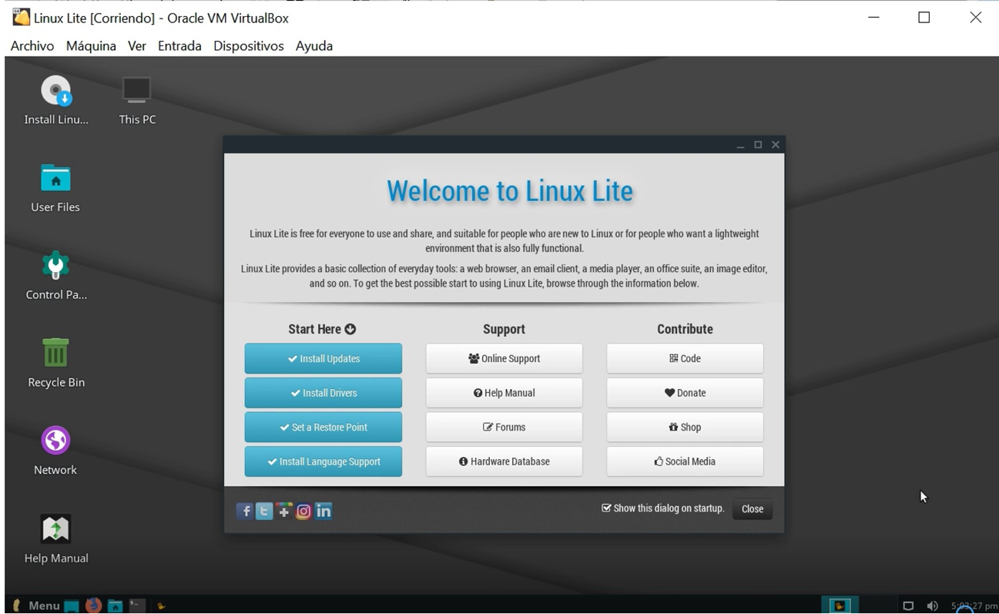 Linux Lite [Corriendo] - Oracle VM VirtualBox
Archivo Máquina Ver Entrada Dispositivos Ayuda
Install Linu...
This PC
User Files
Control Pa...
Recycle Bin
Network
Help Manual
Welcome to Linux Lite
Linux Lite is free for everyone to use and share, and suitable for people who are new to Linux or for people who want a lightweight
environment that is also fully functional.
Linux Lite provides a basic collection of everyday tools: a web browser, an email client, a media player, an office suite, an image editor,
and so on. To get the best possible start to using Linux Lite, browse through the information below.
Start Here
Install Updates
Install Drivers
Set a Restore Point
Install Language Support
Support
Online Support
Help Manual
Forums
Hardware Database
Contribute
Code
Donate
Shop
Social Media
Show this dialog on startup.
Close
Menu
5:03:27 pm